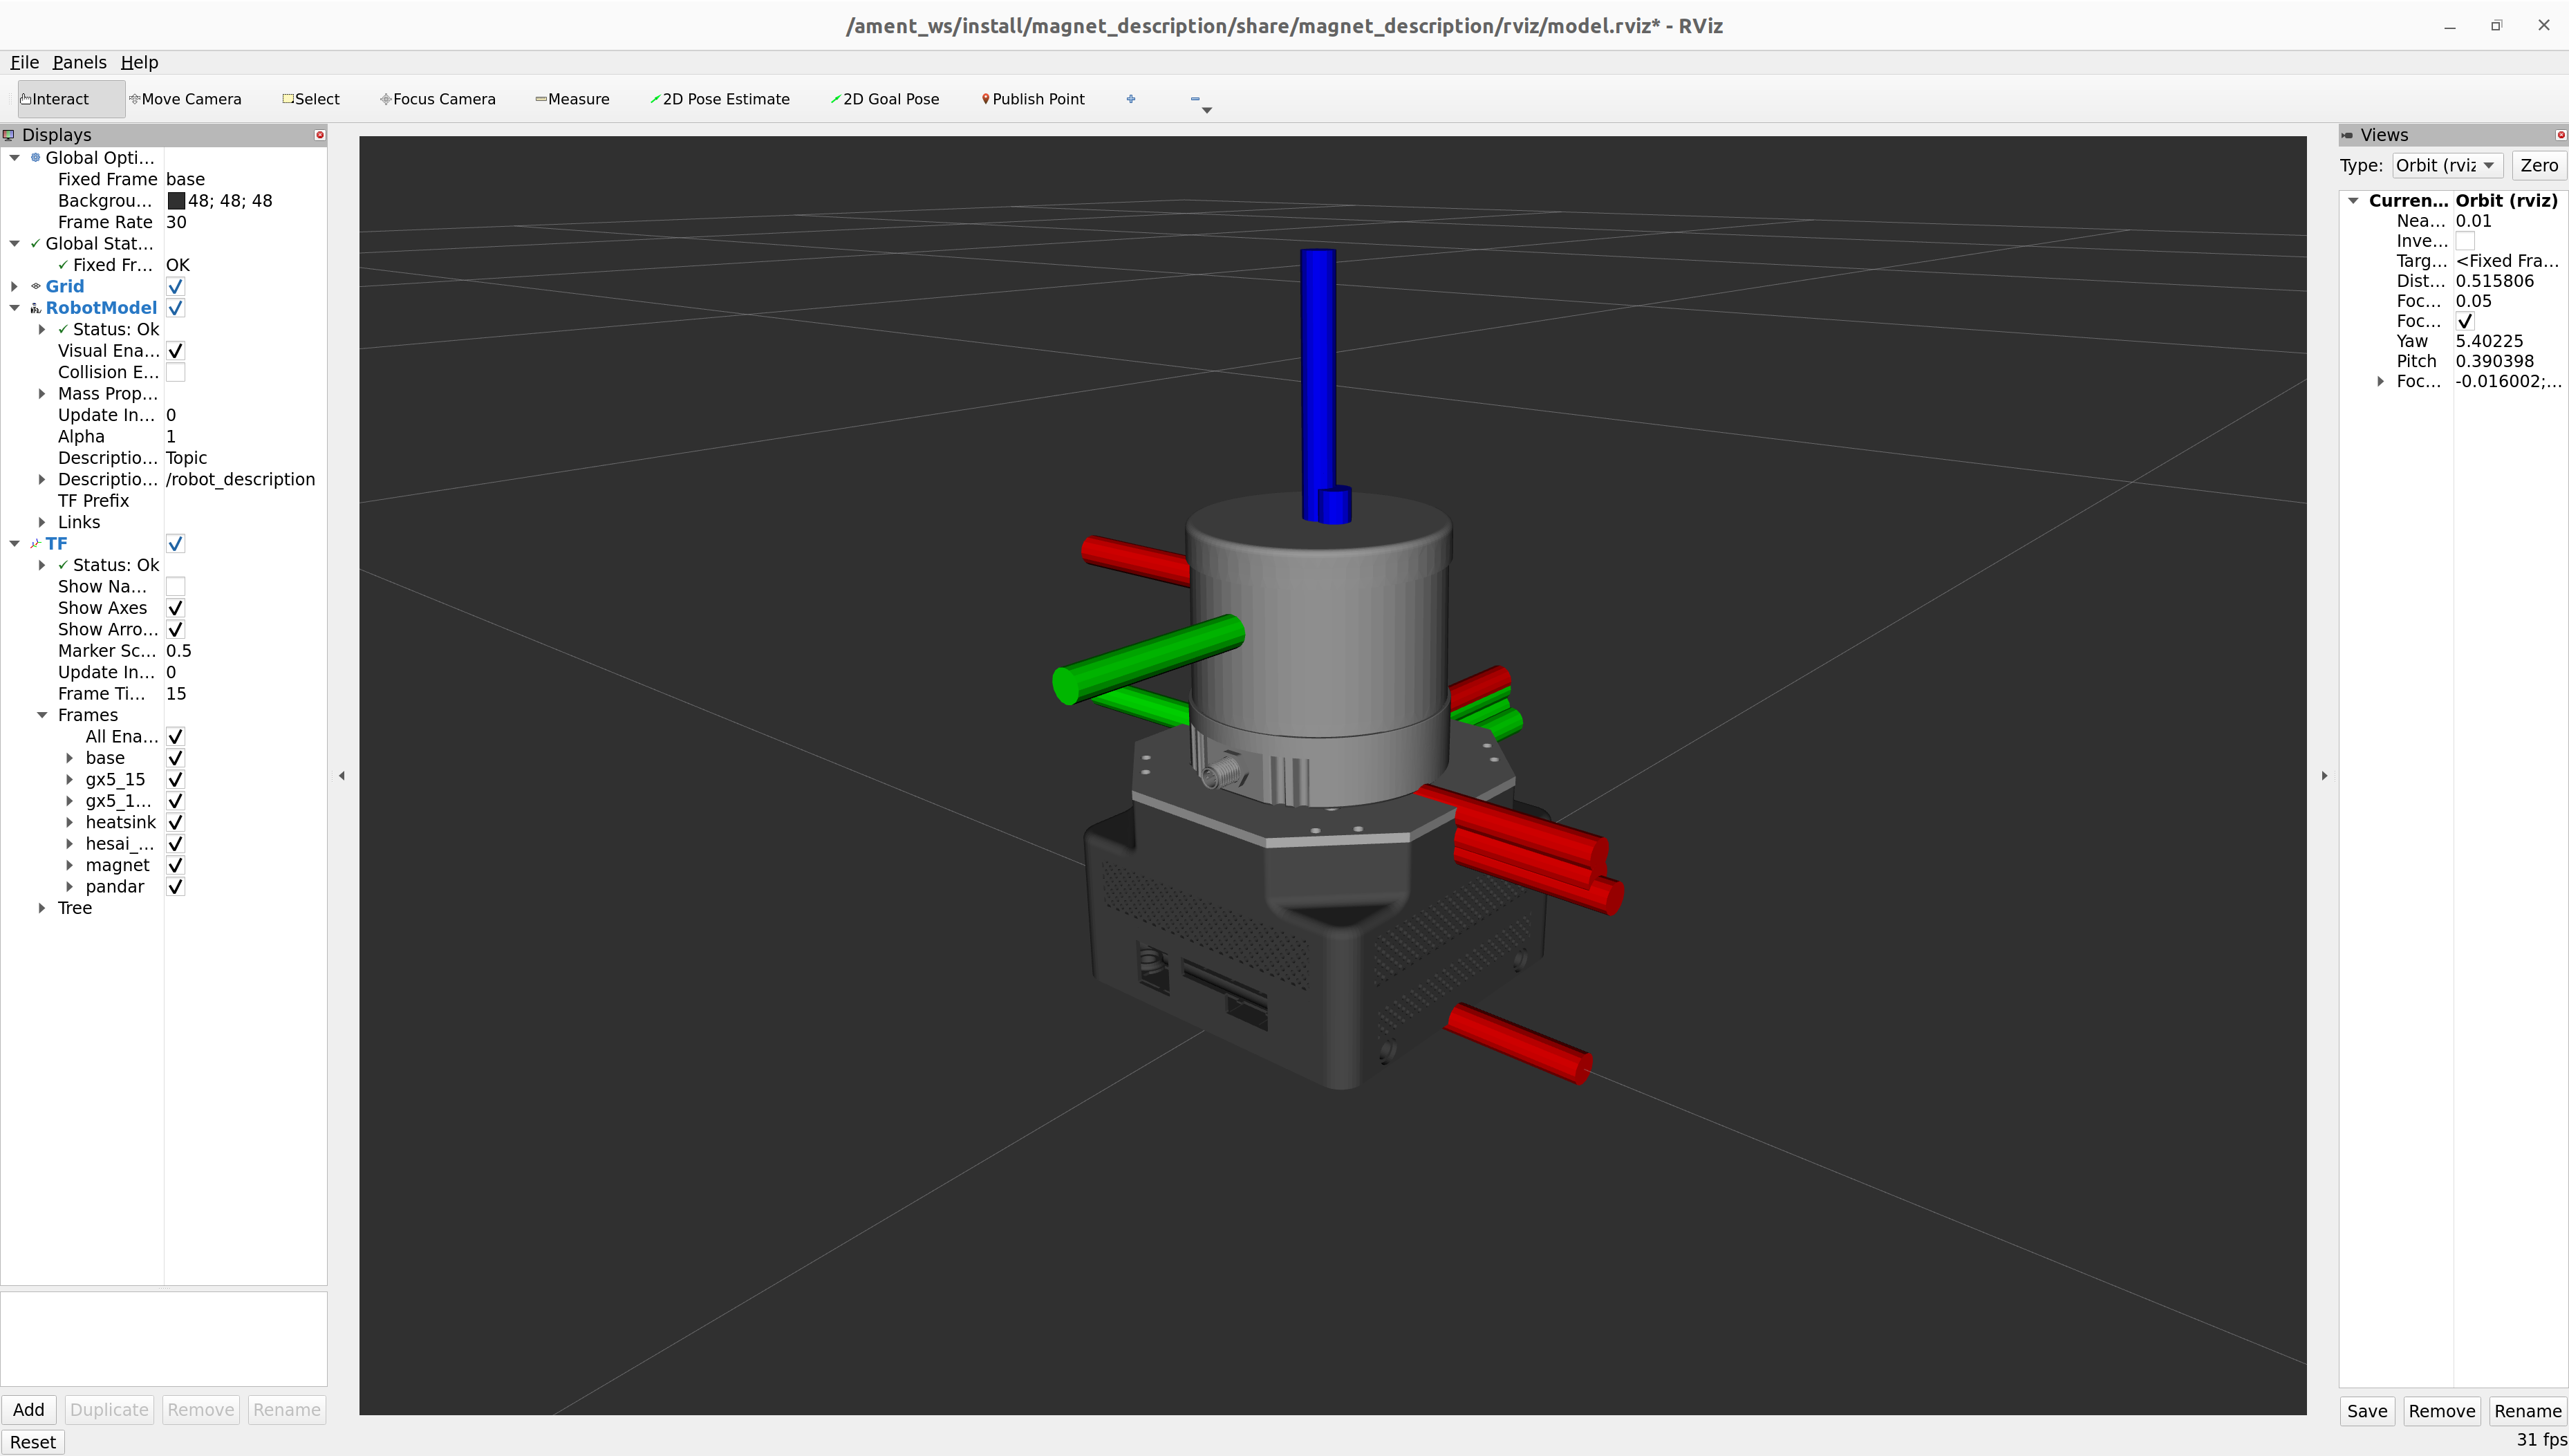 /ament_ws/install/magnet_description/share/magnet_description/rviz/model.rviz* - RViz
File Panels Help
Interact Move Camera Select Focus Camera Measure 2D Pose Estimate 2D Goal Pose Publish Point
Displays
Global Opti...
Fixed Frame base
Backgrou... 48; 48; 48
Frame Rate 30
Global Stat...
Fixed Fr... OK
Grid
RobotModel
Status: Ok
Visual Ena...
Collision E...
Mass Prop...
Update In... 0
Alpha 1
Descriptio... Topic
Descriptio... /robot_description
TF Prefix
Links
TF
Status: Ok
Show Na...
Show Axes
Show Arro...
Marker Sc... 0.5
Update In... 0
Frame Ti... 15
Frames
All Ena...
base
gx5_15
gx5_1...
heatsink
hesai_...
magnet
pandar
Tree
Add Duplicate Remove Rename
Reset
Views
Type: Orbit (rviz Zero
Curren... Orbit (rviz)
Nea... 0.01
Inve...
Targ... <Fixed Fra...
Dist... 0.515806
Foc... 0.05
Foc...
Yaw 5.40225
Pitch 0.390398
Foc... -0.016002;...
Save Remove Rename
31 fps